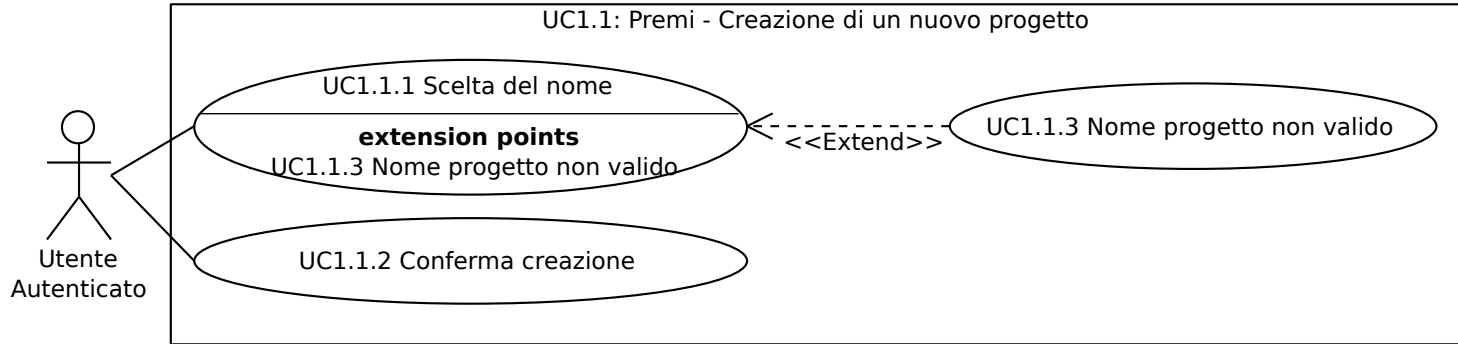 UC1.1: Premi - Creazione di un nuovo progetto
UC1.1.1 Scelta del nome
extension points
UC1.1.3 Nome progetto non valido
<<Extend>>
UC1.1.3 Nome progetto non valido
UC1.1.2 Conferma creazione
Utente
Autenticato